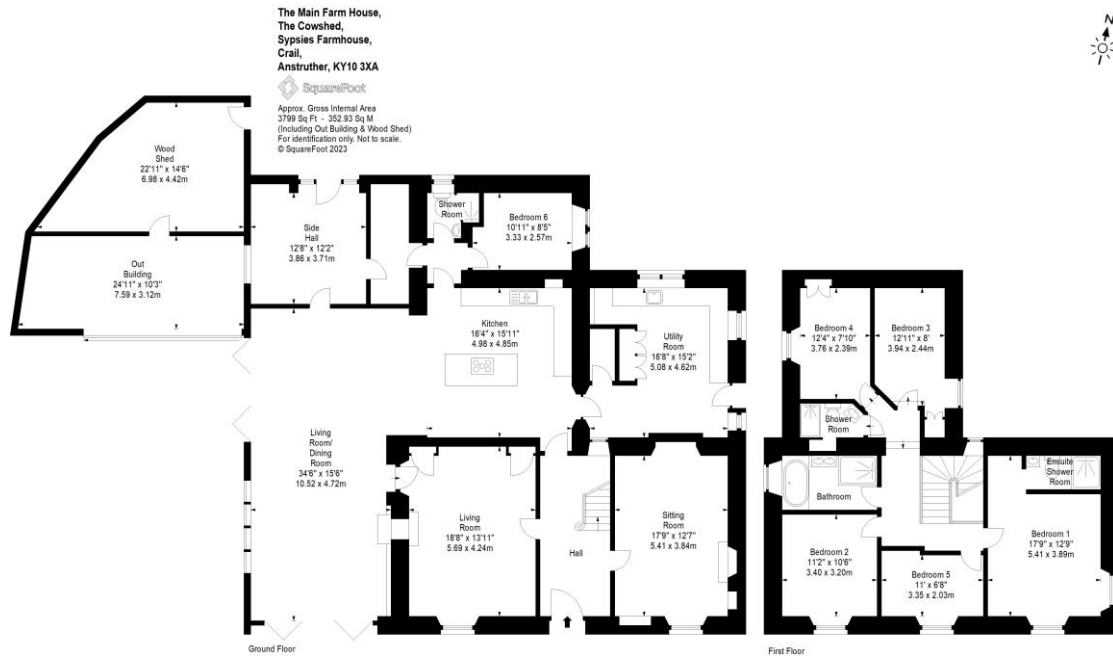 The Main Farm House,
The Cowshed,
Sypsies Farmhouse,
Crail,
Anstruther, KY10 3XA
SquareFoot
Approx. Gross Internal Area
3799 Sq Ft - 352.93 Sq M
(Including Out Building & Wood Shed)
For identification only. Not to scale.
© SquareFoot 2023
N
Wood
Shed
22'11" x 14'6"
6.98 x 4.42m
Out
Building
24'11" x 10'3"
7.59 x 3.12m
Side
Hall
12'8" x 12'2"
3.86 x 3.71m
Shower
Room
Bedroom 6
10'11" x 8'5"
3.33 x 2.57m
Kitchen
16'4" x 15'11"
4.98 x 4.85m
Utility
Room
16'8" x 15'2"
5.08 x 4.62m
Living
Room/
Dining
Room
34'6" x 15'6"
10.52 x 4.72m
Living
Room
18'8" x 13'11"
5.69 x 4.24m
Hall
Sitting
Room
17'9" x 12'7"
5.41 x 3.84m
Ground Floor
Bedroom 4
12'4" x 7'10"
3.76 x 2.39m
Bedroom 3
12'11" x 8'
3.94 x 2.44m
Shower
Room
Bathroom
Ensuite
Shower
Room
Bedroom 1
17'9" x 12'9"
5.41 x 3.89m
Bedroom 2
11'2" x 10'6"
3.40 x 3.20m
Bedroom 5
11' x 6'8"
3.35 x 2.03m
First Floor